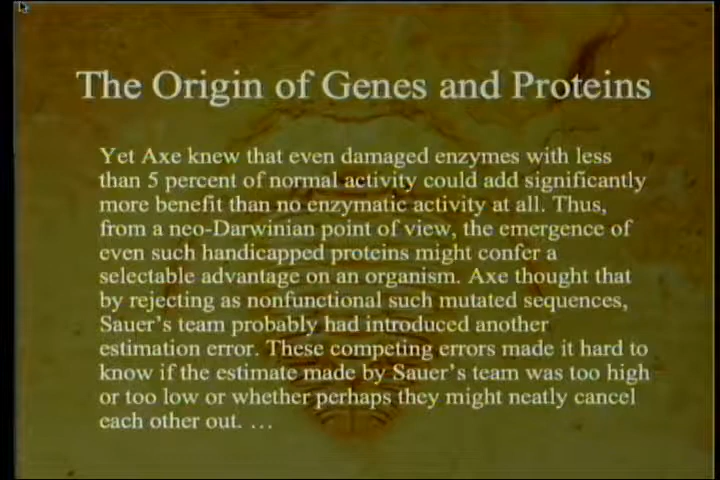 The Origin of Genes and Proteins
Yet Axe knew that even damaged enzymes with less
than 5 percent of normal activity could add significantly
more benefit than no enzymatic activity at all. Thus,
from a neo-Darwinian point of view, the emergence of
even such handicapped proteins might confer a
selectable advantage on an organism. Axe thought that
by rejecting as nonfunctional such mutated sequences,
Sauer's team probably had introduced another
estimation error. These competing errors made it hard to
know if the estimate made by Sauer's team was too high
or too low or whether perhaps they might neatly cancel
each other out. …